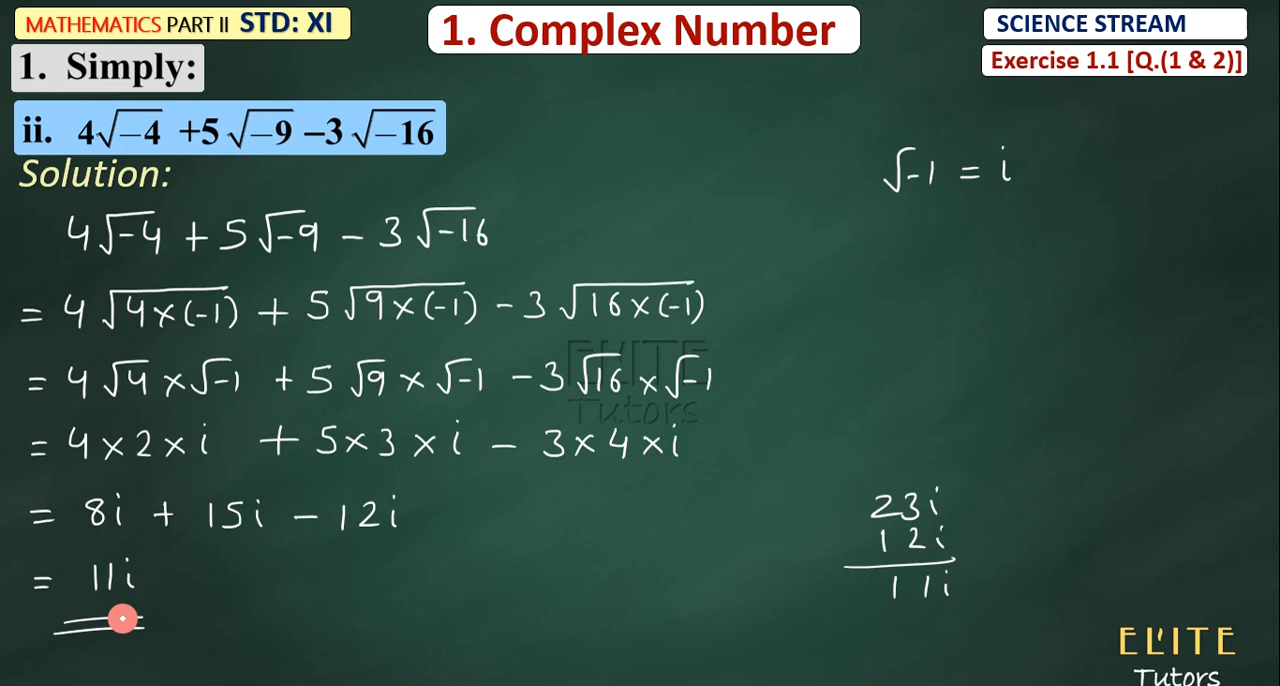 MATHEMATICS PART II STD: XI
1. Complex Number
SCIENCE STREAM
Exercise 1.1 [Q.(1 & 2)]
1. Simply:
ii. 4√-4 +5√-9 -3√-16
Solution:
√-1 = i
4√-4 + 5√-9 - 3√-16
= 4√4×(-1) + 5√9×(-1) - 3√16×(-1)
= 4√4 × √-1 + 5√9 × √-1 - 3√16 × √-1
= 4×2×i + 5×3×i - 3×4×i
= 8i + 15i - 12i
= 11i
23i
12i
11i
ELITE
Tutors
ELITE
Tutors